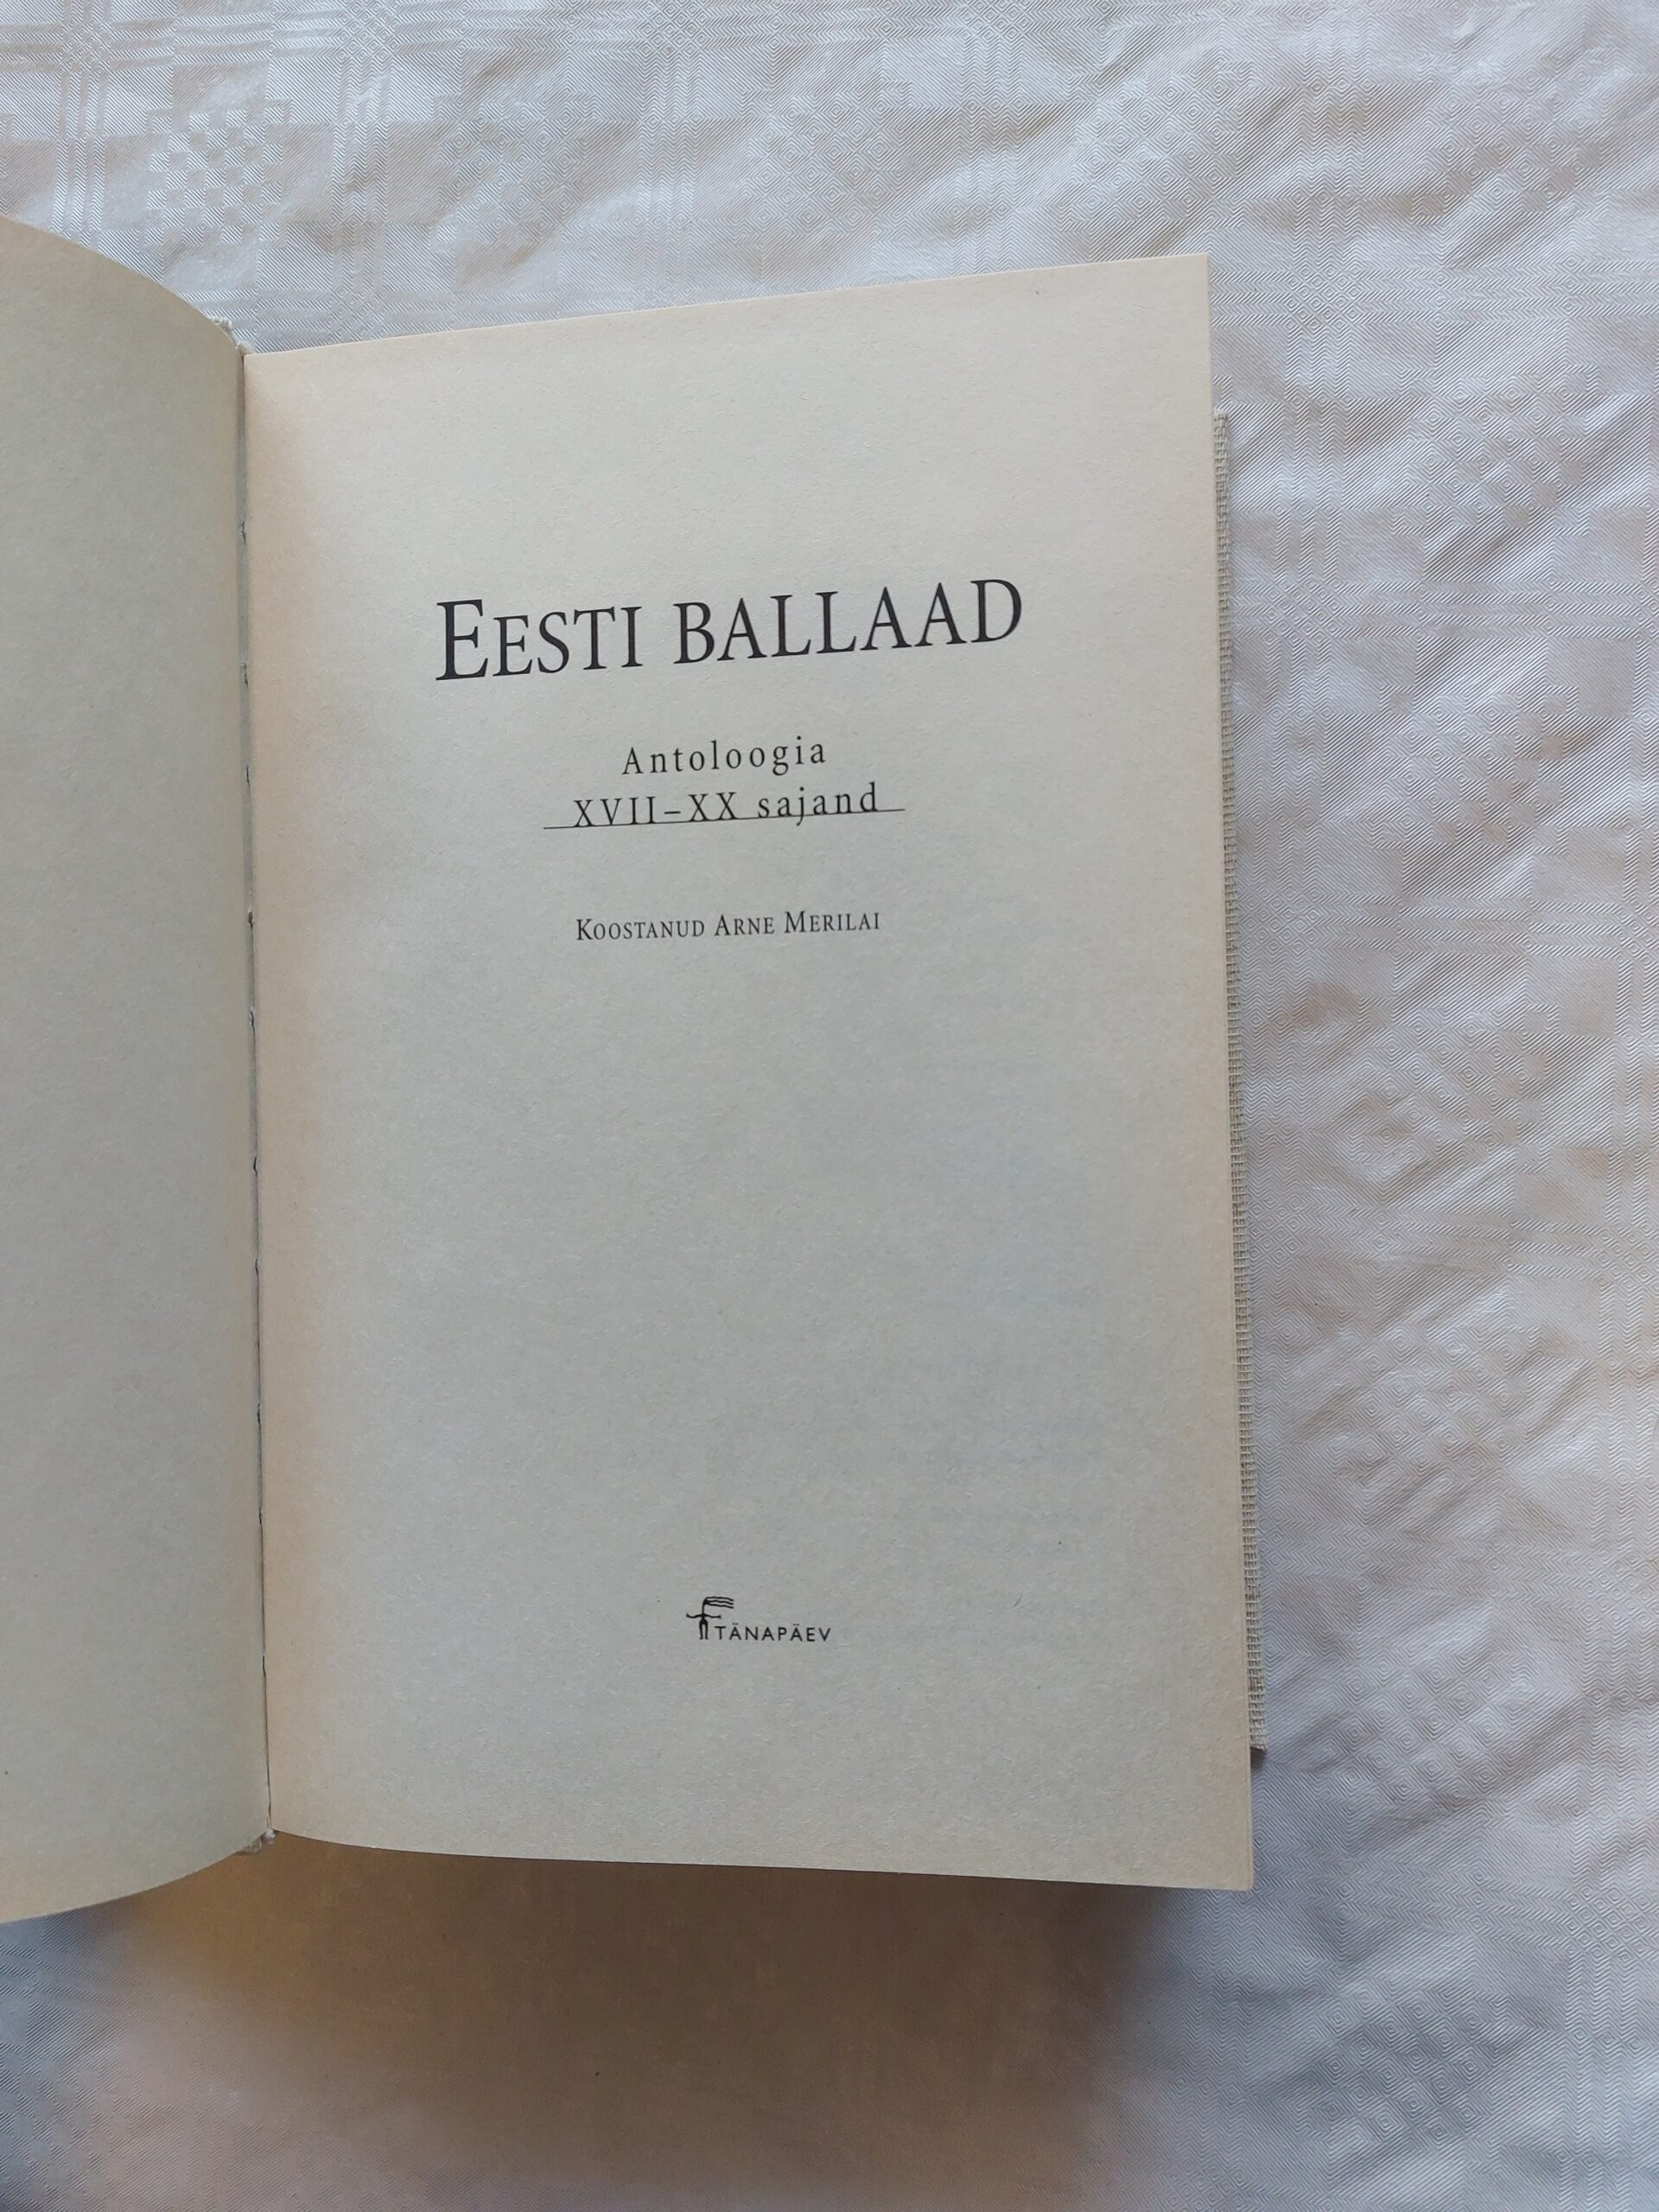 EESTI BALLAAD
Antoloogia
XVII–XX sajand
KOOSTANUD ARNE MERILAI
TÄNAPÄEV